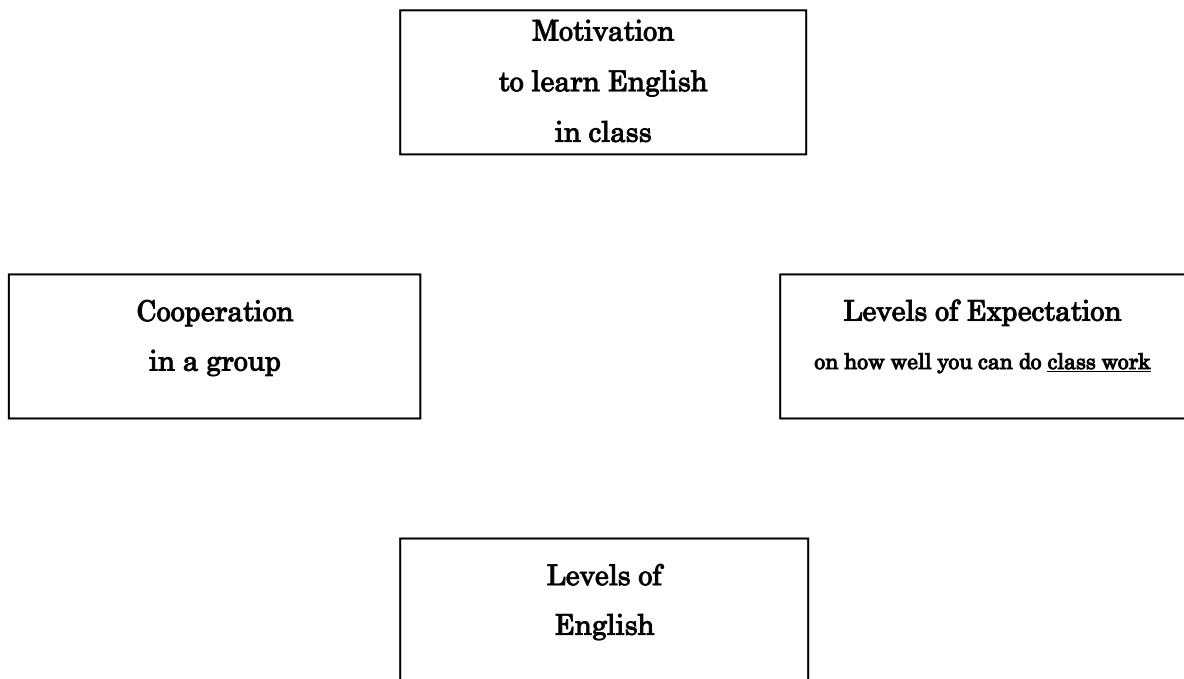 Motivation
to learn English
in class
Cooperation
in a group
Levels of Expectation
on how well you can do class work
Levels of
English